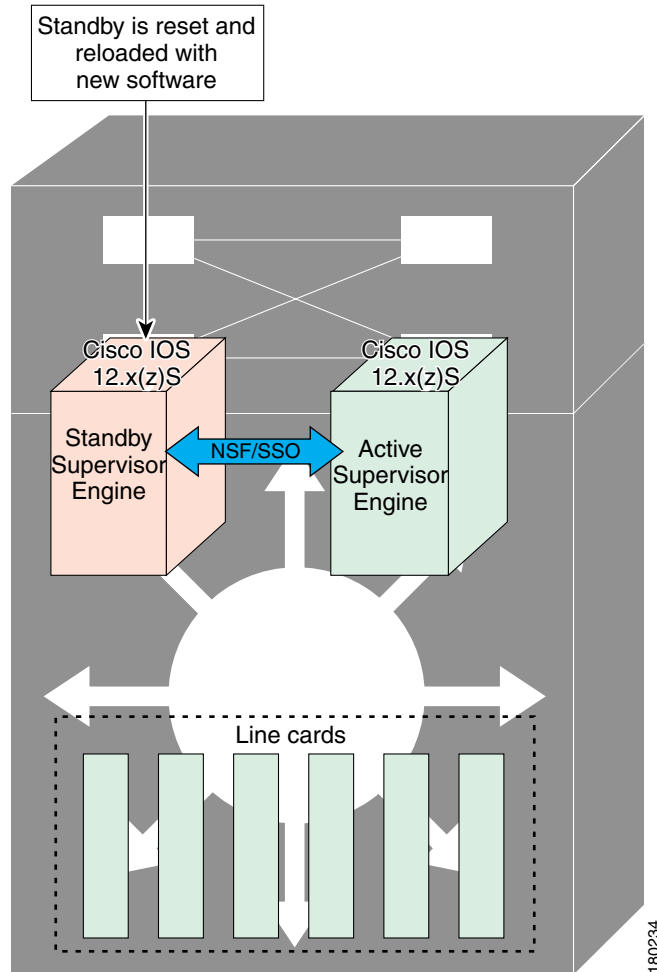 Standby is reset and
reloaded with
new software
Cisco IOS
12.x(z)S
Cisco IOS
12.x(z)S
Standby
Supervisor
Engine
NSF/SSO
Active
Supervisor
Engine
Line cards
180234